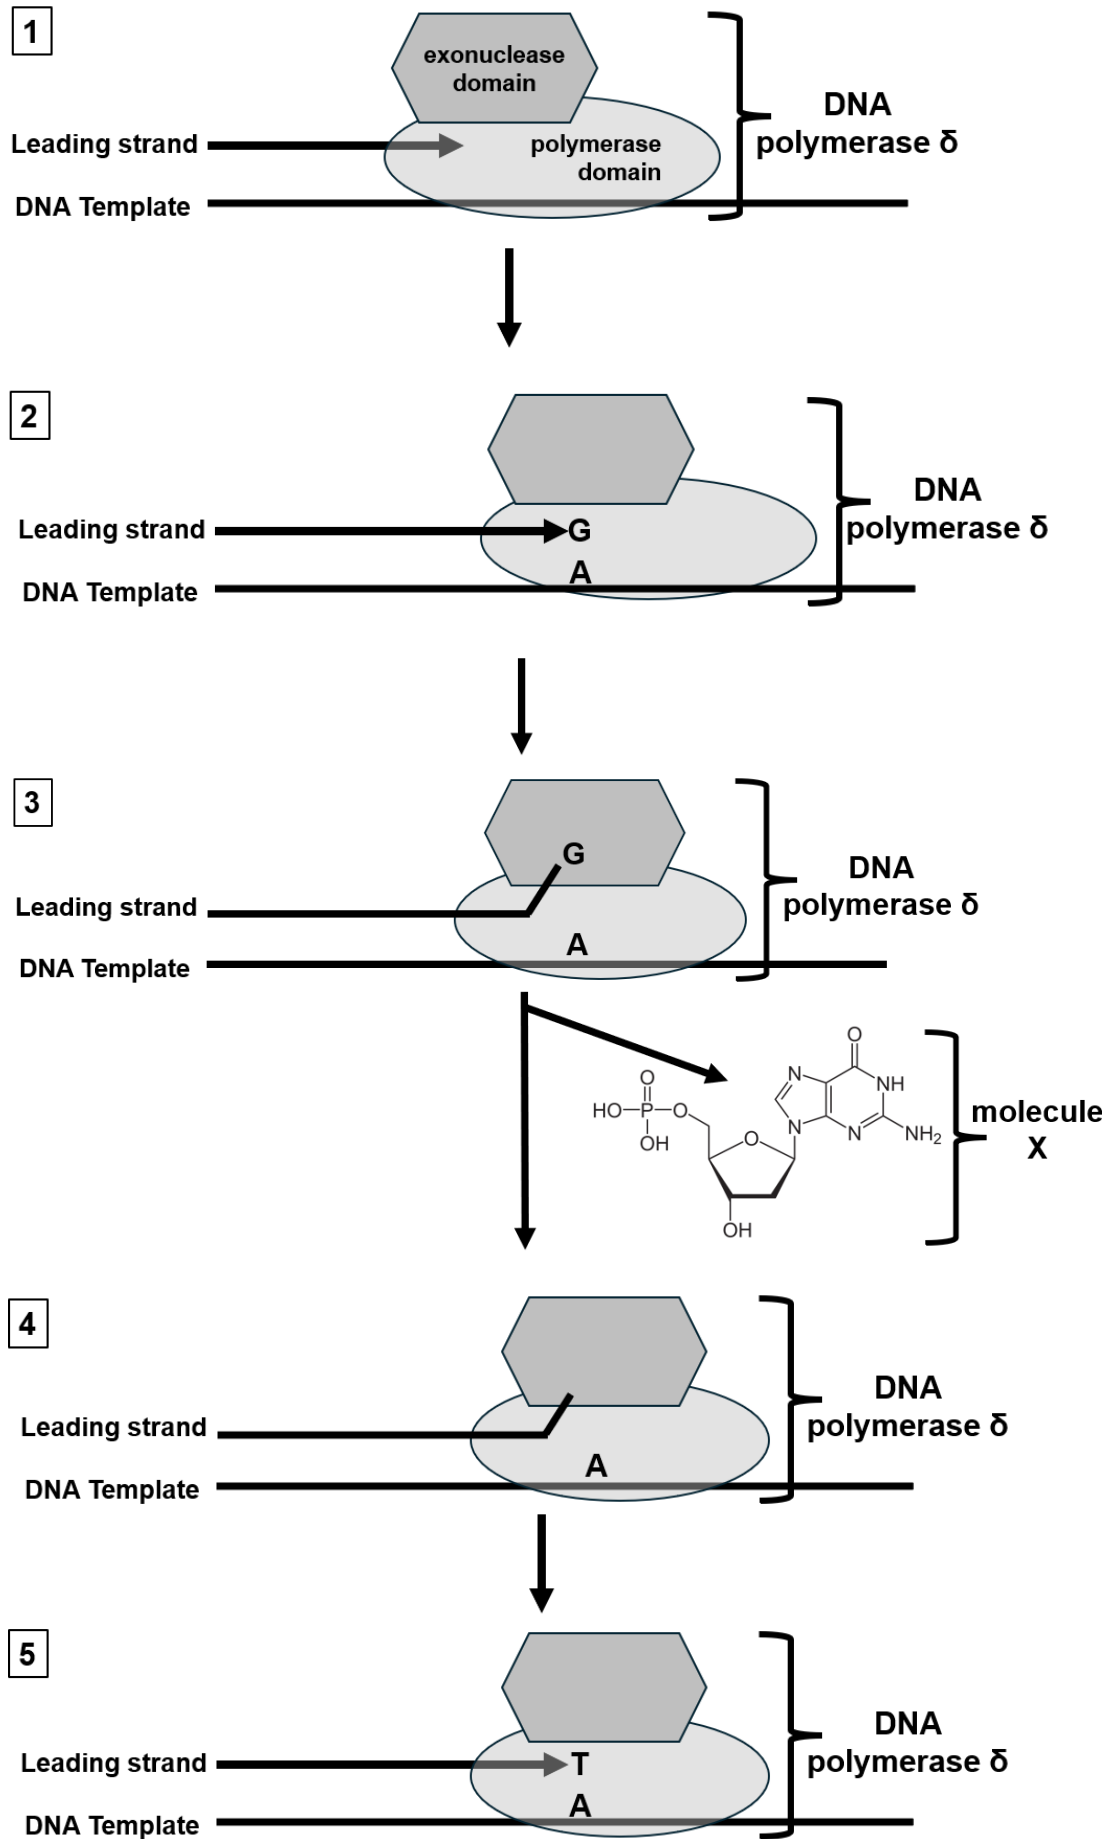 1
exonuclease
domain
DNA
polymerase δ
Leading strand
polymerase
domain
DNA Template
2
DNA
polymerase δ
Leading strand
G
A
DNA Template
3
G
DNA
polymerase δ
Leading strand
A
DNA Template
O
N
NH
N
N
NH₂
O
HO
P
O
OH
O
OH
molecule
X
4
DNA
polymerase δ
Leading strand
A
DNA Template
5
DNA
polymerase δ
Leading strand
T
A
DNA Template